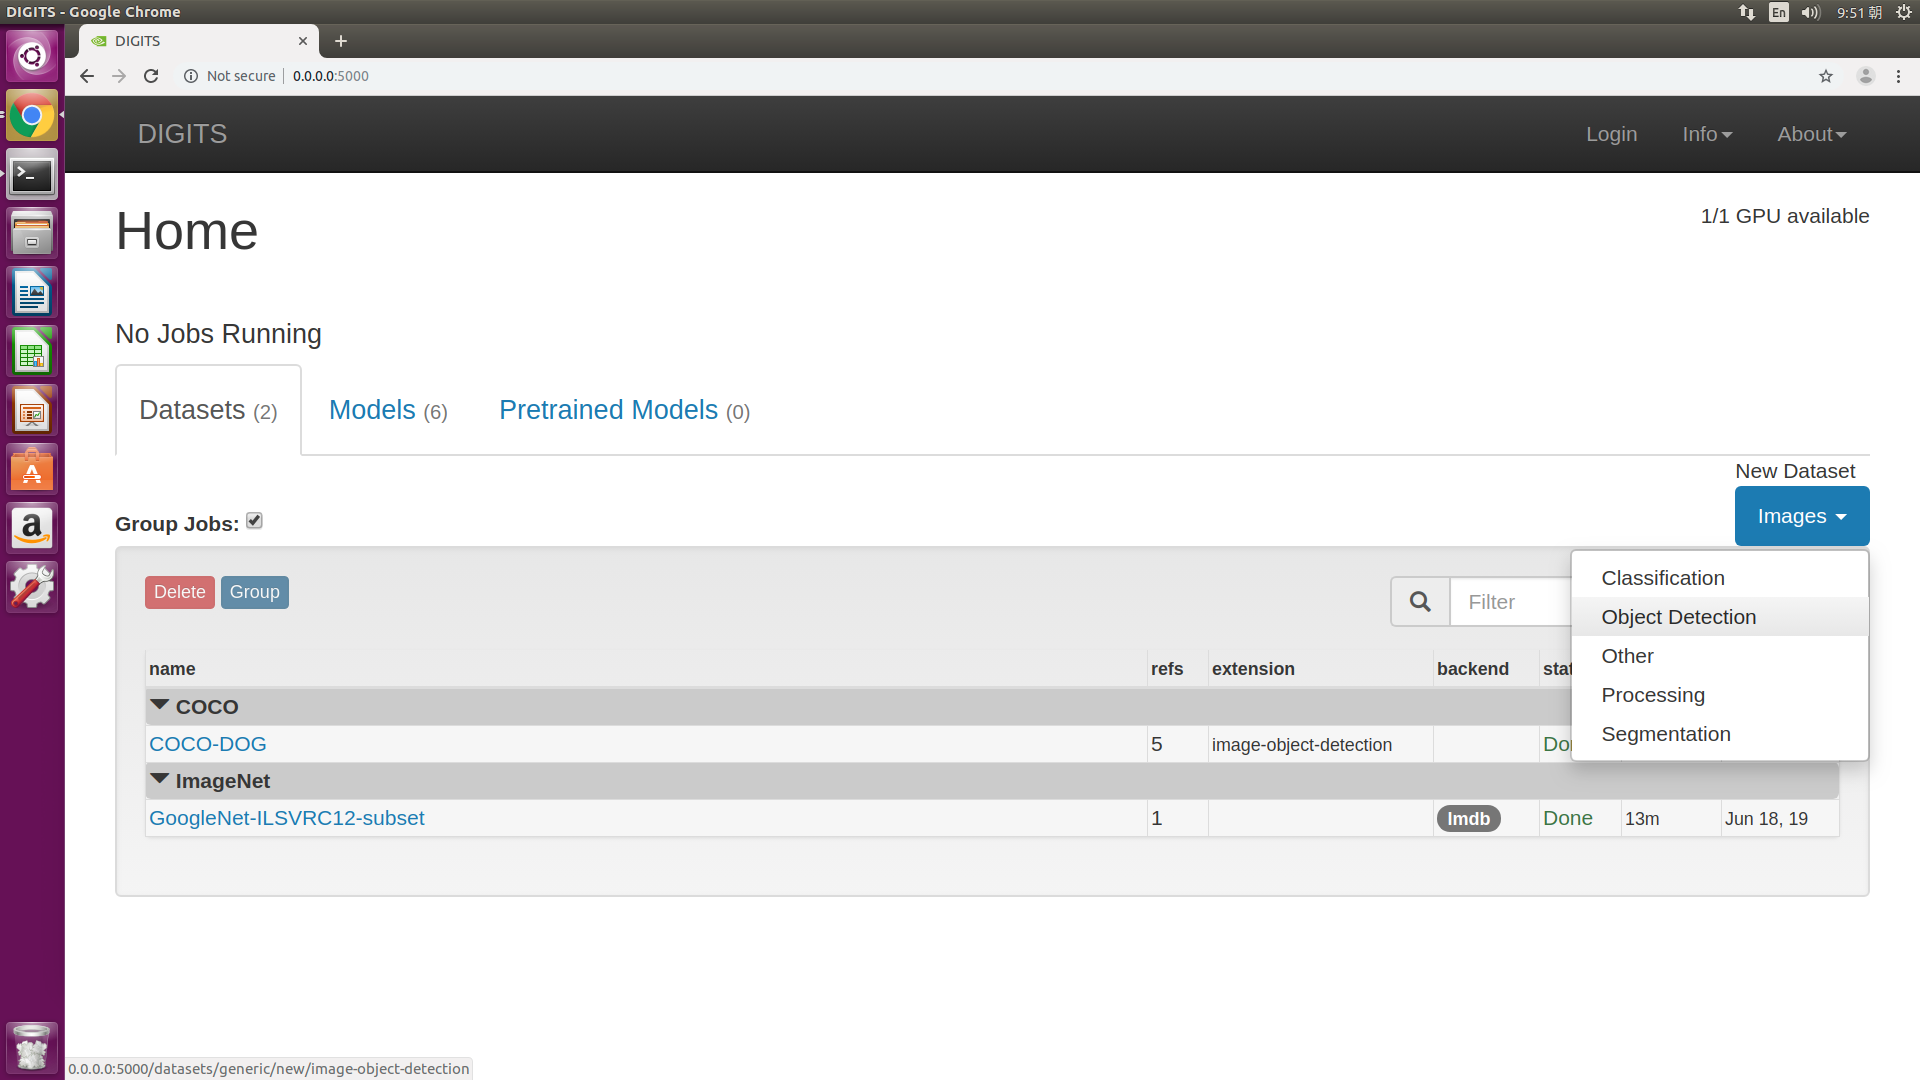 DIGITS - Google Chrome
En
9:51 朝
DIGITS
Not secure
0.0.0.0:5000
DIGITS
Login
Info
About
Home
1/1 GPU available
No Jobs Running
Datasets (2)
Models (6)
Pretrained Models (0)
New Dataset
Images
Group Jobs:
Classification
Delete
Group
Filter
Object Detection
Other
Processing
Segmentation
name
refs
extension
backend
stat
COCO
COCO-DOG
5
image-object-detection
Don
ImageNet
GoogleNet-ILSVRC12-subset
1
lmdb
Done
13m
Jun 18, 19
0.0.0.0:5000/datasets/generic/new/image-object-detection